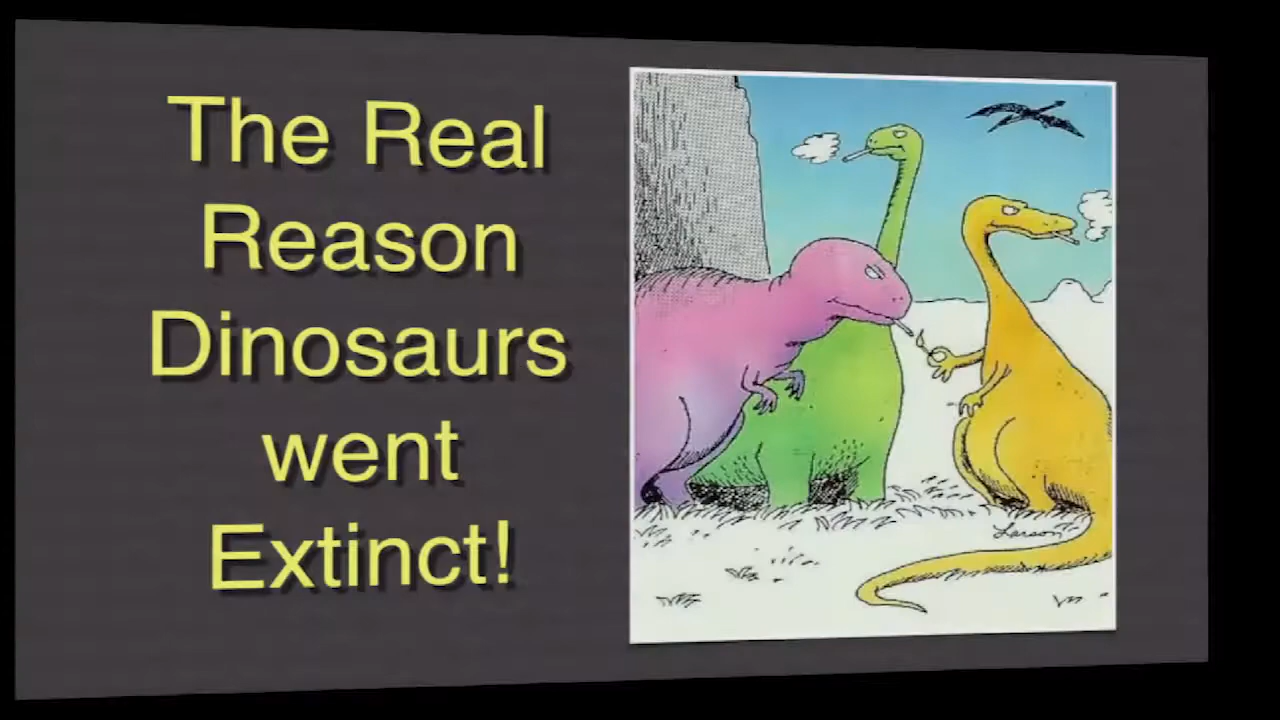 The Real
Reason
Dinosaurs
went
Extinct!
Larson